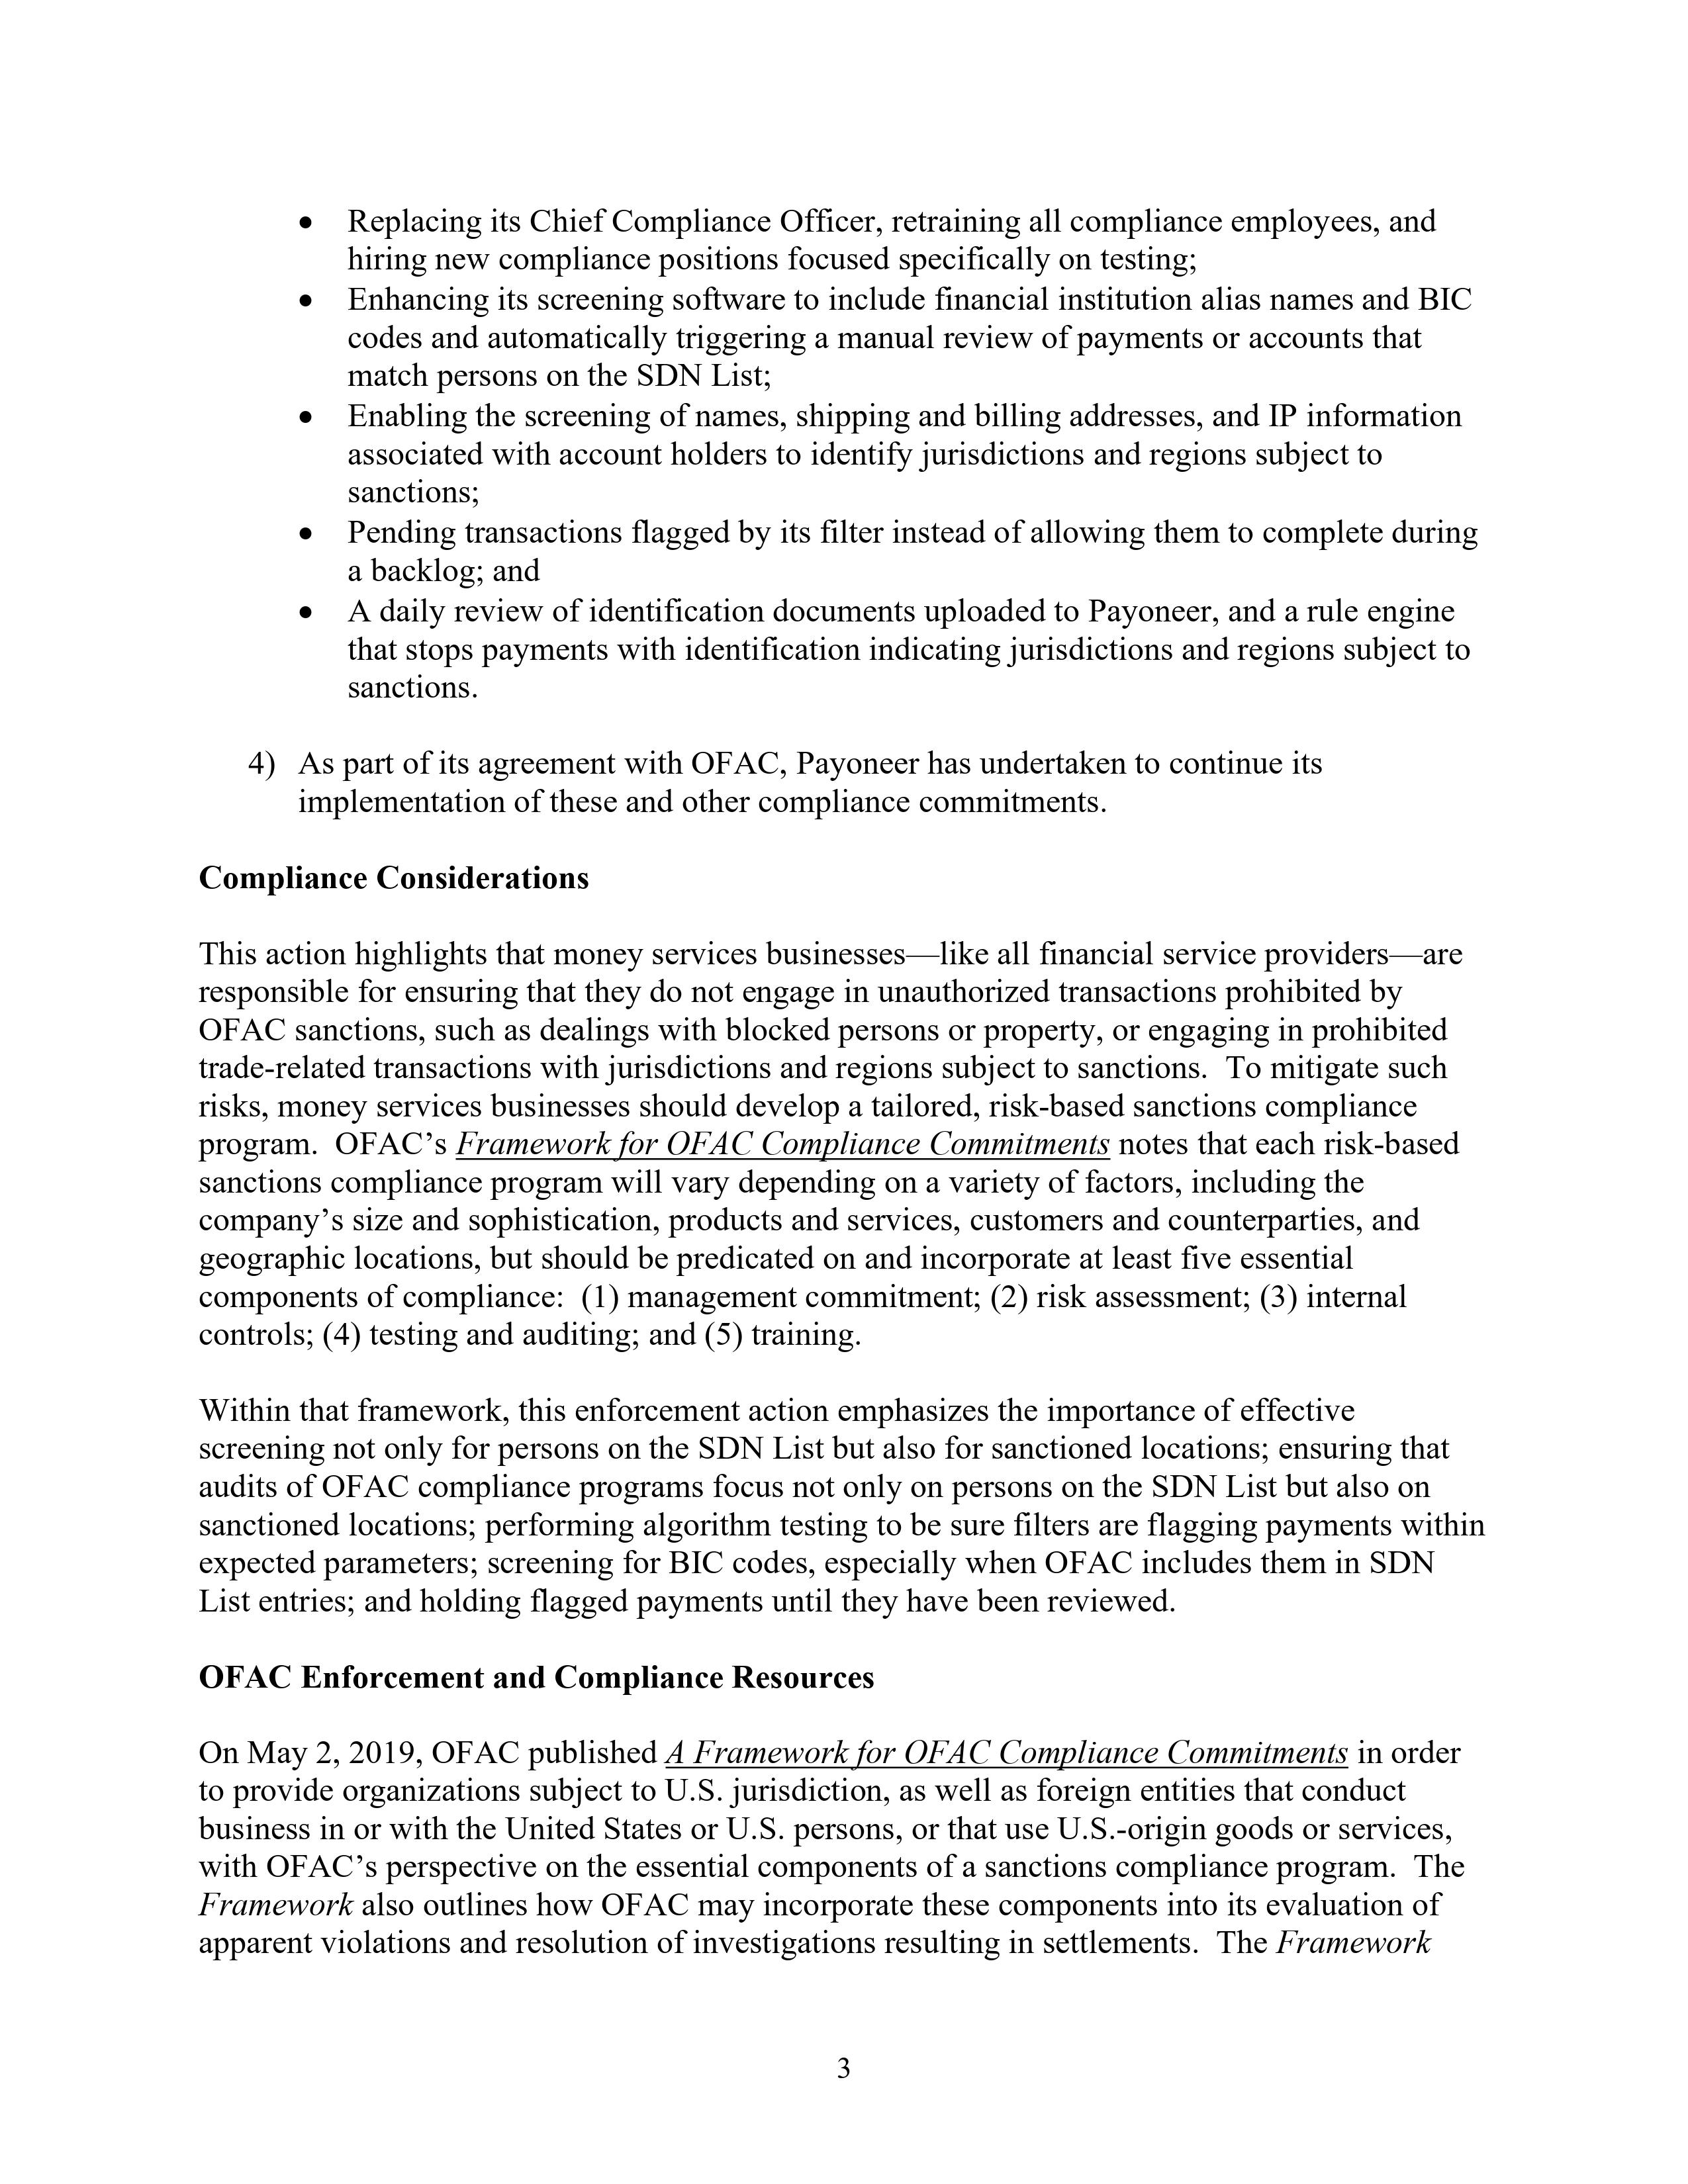 • Replacing its Chief Compliance Officer, retraining all compliance employees, and
hiring new compliance positions focused specifically on testing;
• Enhancing its screening software to include financial institution alias names and BIC
codes and automatically triggering a manual review of payments or accounts that
match persons on the SDN List;
• Enabling the screening of names, shipping and billing addresses, and IP information
associated with account holders to identify jurisdictions and regions subject to
sanctions;
• Pending transactions flagged by its filter instead of allowing them to complete during
a backlog; and
• A daily review of identification documents uploaded to Payoneer, and a rule engine
that stops payments with identification indicating jurisdictions and regions subject to
sanctions.
4) As part of its agreement with OFAC, Payoneer has undertaken to continue its
implementation of these and other compliance commitments.
Compliance Considerations
This action highlights that money services businesses—like all financial service providers—are
responsible for ensuring that they do not engage in unauthorized transactions prohibited by
OFAC sanctions, such as dealings with blocked persons or property, or engaging in prohibited
trade-related transactions with jurisdictions and regions subject to sanctions. To mitigate such
risks, money services businesses should develop a tailored, risk-based sanctions compliance
program. OFAC’s Framework for OFAC Compliance Commitments notes that each risk-based
sanctions compliance program will vary depending on a variety of factors, including the
company’s size and sophistication, products and services, customers and counterparties, and
geographic locations, but should be predicated on and incorporate at least five essential
components of compliance: (1) management commitment; (2) risk assessment; (3) internal
controls; (4) testing and auditing; and (5) training.
Within that framework, this enforcement action emphasizes the importance of effective
screening not only for persons on the SDN List but also for sanctioned locations; ensuring that
audits of OFAC compliance programs focus not only on persons on the SDN List but also on
sanctioned locations; performing algorithm testing to be sure filters are flagging payments within
expected parameters; screening for BIC codes, especially when OFAC includes them in SDN
List entries; and holding flagged payments until they have been reviewed.
OFAC Enforcement and Compliance Resources
On May 2, 2019, OFAC published A Framework for OFAC Compliance Commitments in order
to provide organizations subject to U.S. jurisdiction, as well as foreign entities that conduct
business in or with the United States or U.S. persons, or that use U.S.-origin goods or services,
with OFAC’s perspective on the essential components of a sanctions compliance program. The
Framework also outlines how OFAC may incorporate these components into its evaluation of
apparent violations and resolution of investigations resulting in settlements. The Framework
3